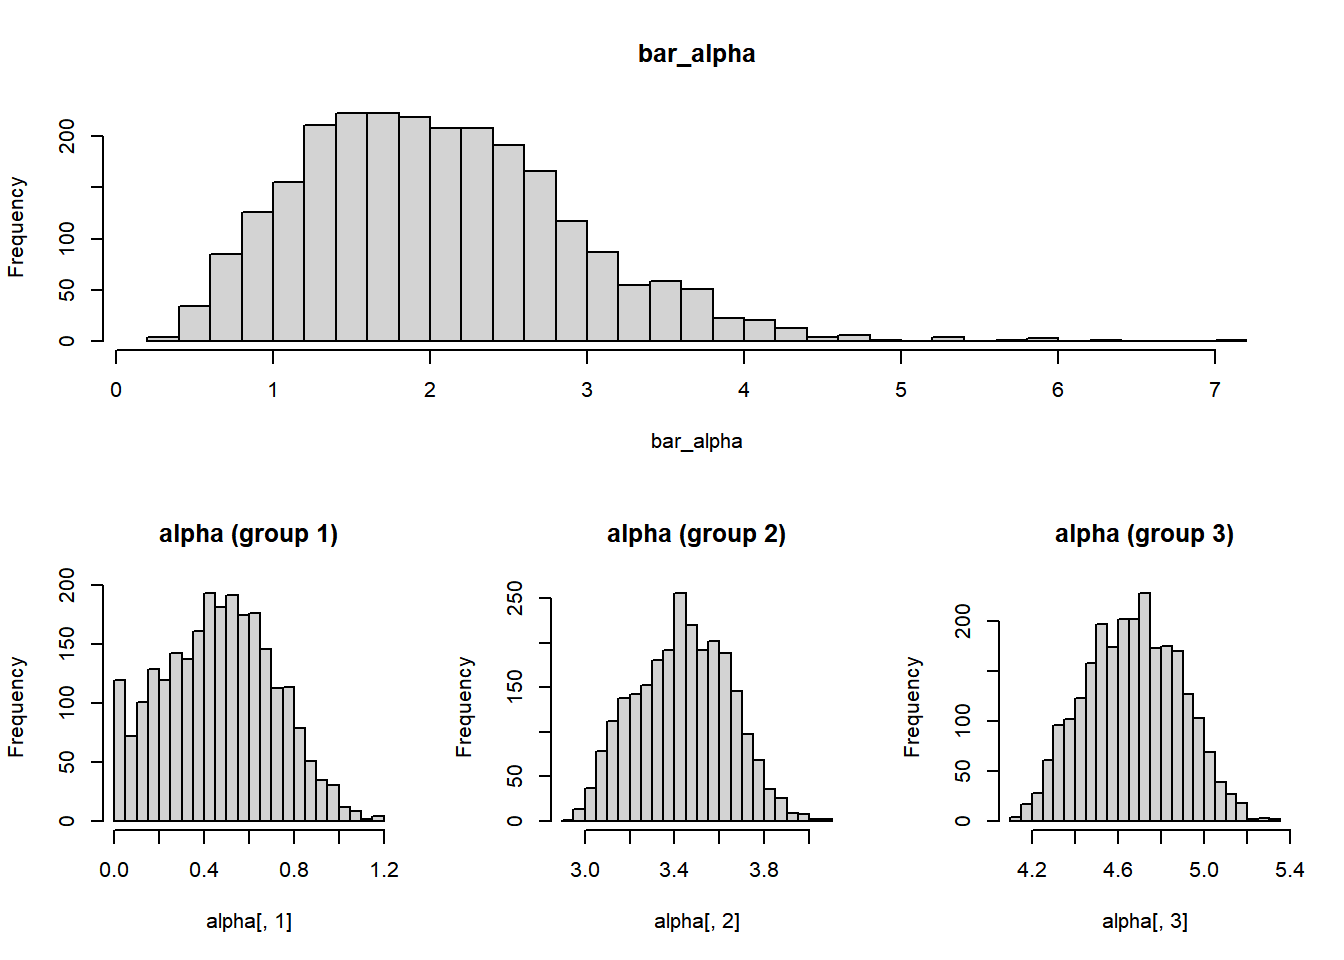 bar_alpha
Frequency
0 50 100 200
0 1 2 3 4 5 6 7
bar_alpha
alpha (group 1)
Frequency
0 50 100 150 200
0.0 0.4 0.8 1.2
alpha[, 1]
alpha (group 2)
Frequency
0 50 150 250
3.0 3.4 3.8
alpha[, 2]
alpha (group 3)
Frequency
0 50 100 200
4.2 4.6 5.0 5.4
alpha[, 3]